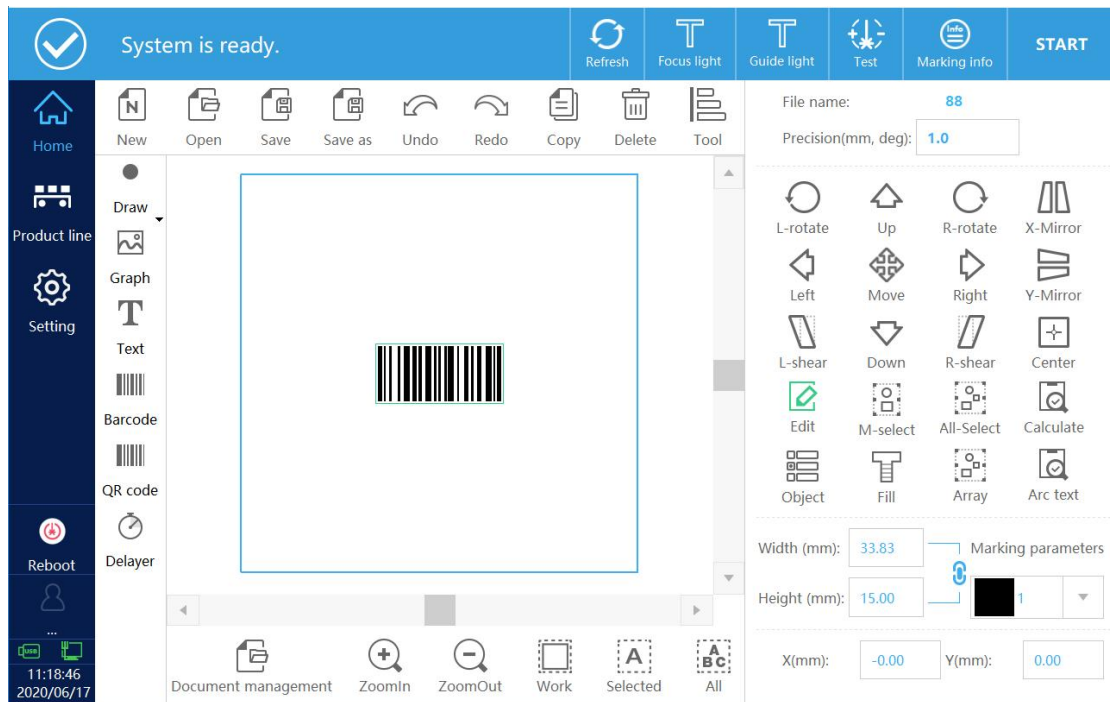 System is ready.
Refresh
Focus light
Guide light
Test
Info
Marking info
START
Home
Product line
Setting
Reboot
...
USB
11:18:46
2020/06/17
N
New
Open
Save
Save as
Undo
Redo
Copy
Delete
Tool
Draw
Graph
T
Text
Barcode
QR code
Delayer
Document management
ZoomIn
ZoomOut
Work
A
Selected
A
B C
All
File name: 88
Precision(mm, deg): 1.0
L-rotate Up R-rotate X-Mirror
Left Move Right Y-Mirror
L-shear Down R-shear Center
Edit M-select All-Select Calculate
Object Fill Array Arc text
Width (mm): 33.83 Marking parameters
Height (mm): 15.00 1
X(mm): -0.00 Y(mm): 0.00